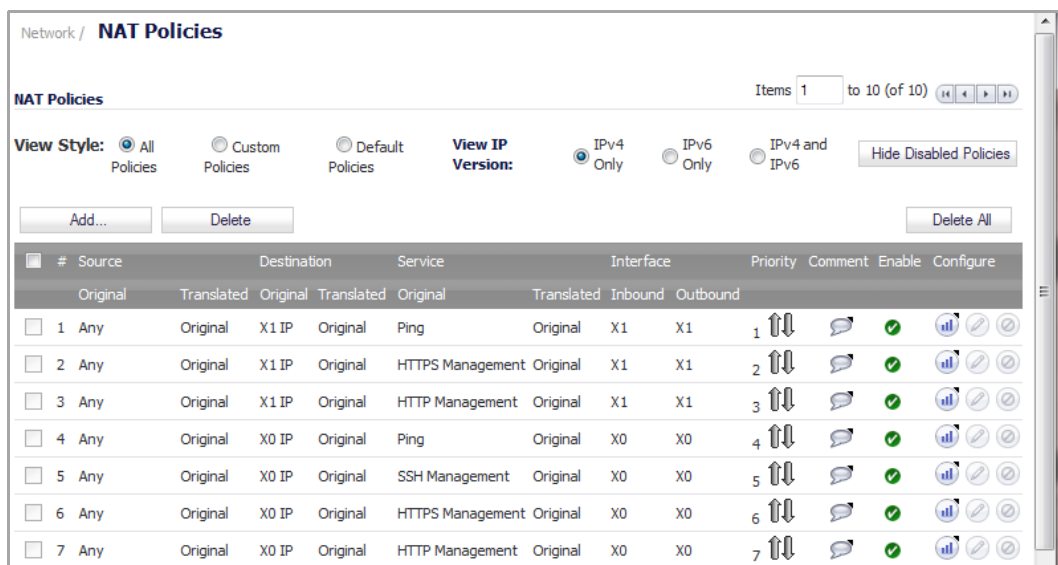 Network / NAT Policies
NAT Policies
Items 1 to 10 (of 10)
View Style: All Policies Custom Policies Default Policies View IP Version: IPv4 Only IPv6 Only IPv4 and IPv6 Hide Disabled Policies
Add... Delete Delete All
# Source Destination Service Interface Priority Comment Enable Configure
Original Translated Original Translated Original Translated Inbound Outbound
1 Any Original X1 IP Original Ping Original X1 X1 1
2 Any Original X1 IP Original HTTPS Management Original X1 X1 2
3 Any Original X1 IP Original HTTP Management Original X1 X1 3
4 Any Original X0 IP Original Ping Original X0 X0 4
5 Any Original X0 IP Original SSH Management Original X0 X0 5
6 Any Original X0 IP Original HTTPS Management Original X0 X0 6
7 Any Original X0 IP Original HTTP Management Original X0 X0 7